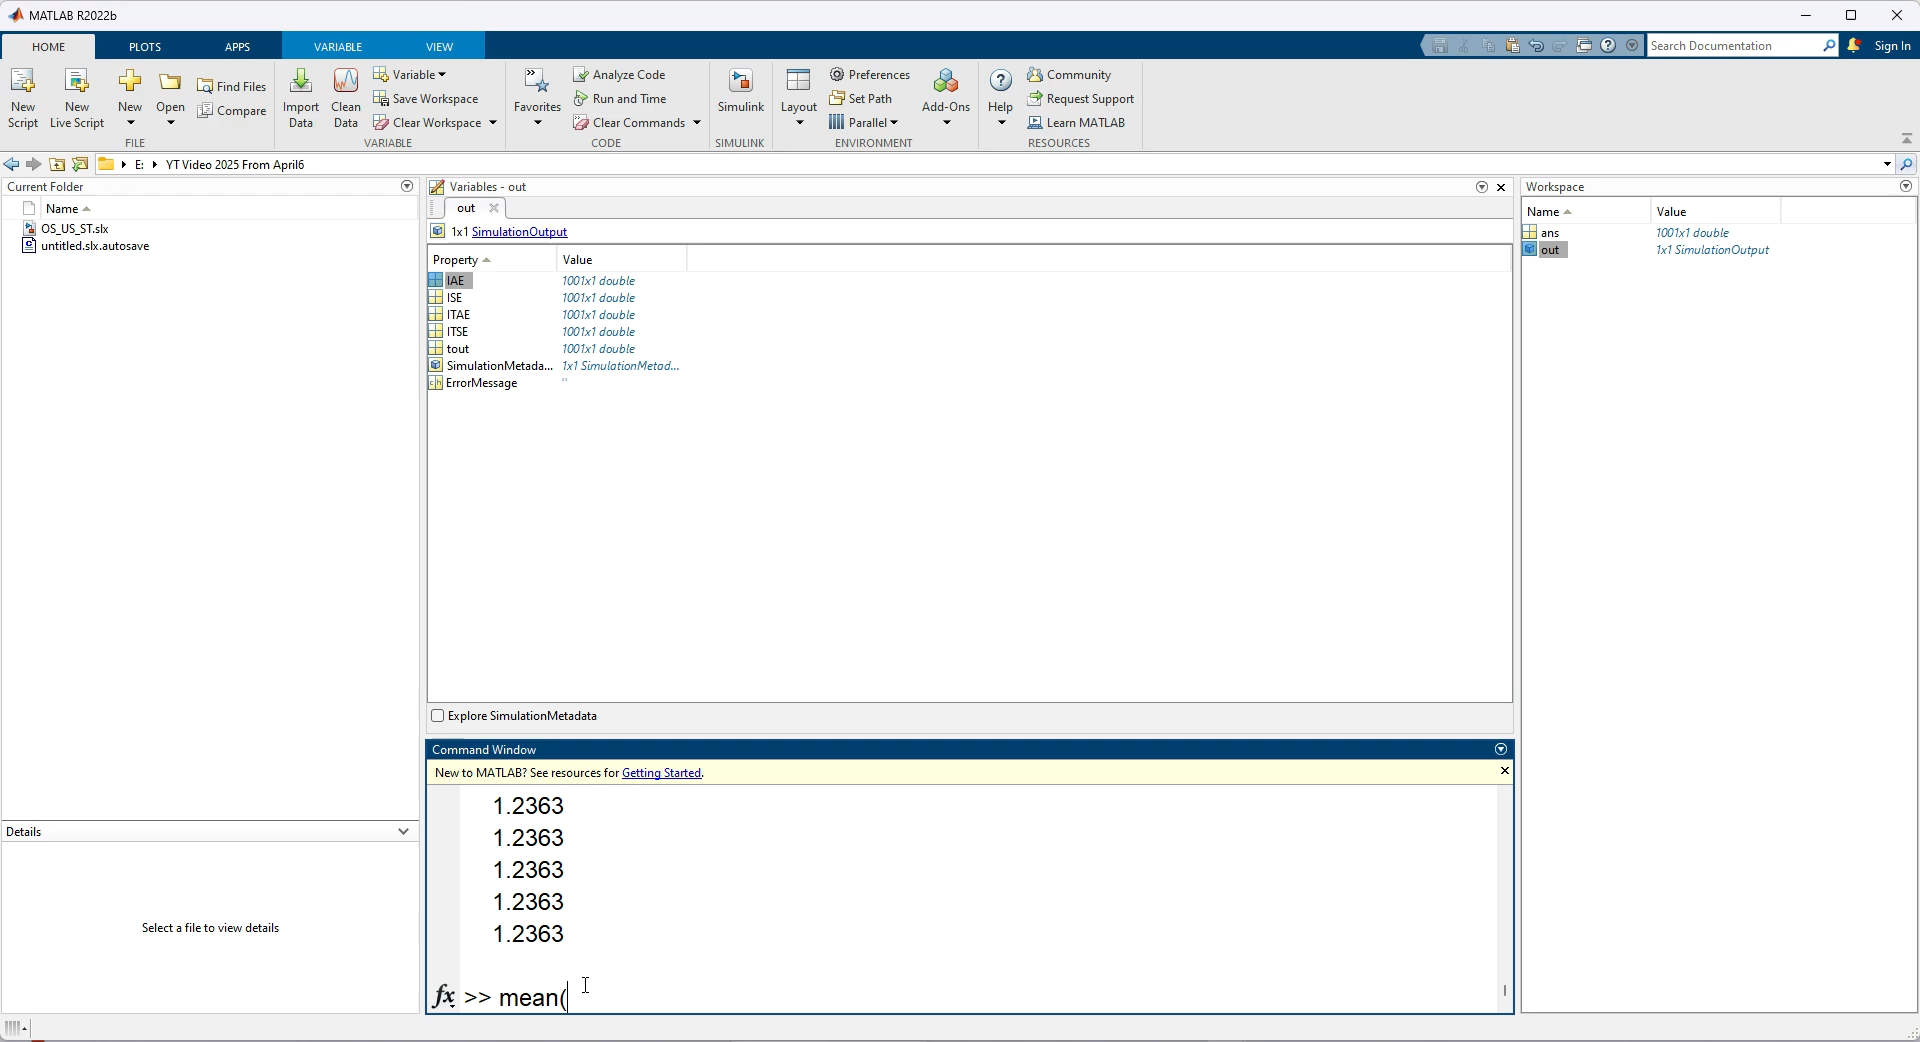 MATLAB R2022b
HOME PLOTS APPS VARIABLE VIEW
Search Documentation
Sign In
New Script
New Live Script
New
Open
Find Files
Compare
FILE
Import Data
Clean Data
Variable
Save Workspace
Clear Workspace
VARIABLE
Favorites
Analyze Code
Run and Time
Clear Commands
CODE
Simulink
SIMULINK
Layout
Preferences
Set Path
Parallel
Add-Ons
ENVIRONMENT
Help
Community
Request Support
Learn MATLAB
RESOURCES
E: YT Video 2025 From April6
Current Folder
Name
OS_US_ST.slx
untitled.slx.autosave
Details
Select a file to view details
Variables - out
out
1x1 SimulationOutput
Property Value
IAE 1001x1 double
ISE 1001x1 double
ITAE 1001x1 double
ITSE 1001x1 double
tout 1001x1 double
SimulationMetada... 1x1 SimulationMetad...
ErrorMessage ''
Explore SimulationMetadata
Command Window
New to MATLAB? See resources for Getting Started.
1.2363
1.2363
1.2363
1.2363
1.2363
fx >> mean(
Workspace
Name Value
ans 1001x1 double
out 1x1 SimulationOutput